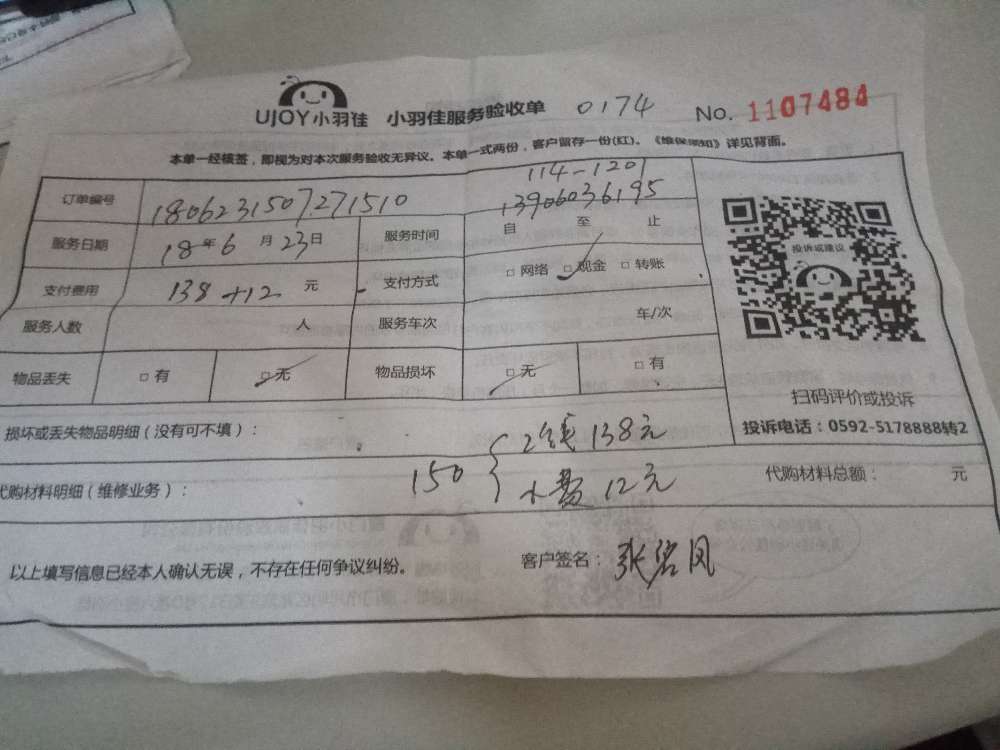 UJOY小羽佳 小羽佳服务验收单 0174 No. 1107484
本单一经核签，即视为对本次服务验收无异议。本单一式两份，客户留存一份(红)。《维保须知》详见背面。
114-1201
订单编号 1806231507271510 13906036195
服务日期 18年6月23日 服务时间 自 至 止
支付费用 138+12 元 支付方式 □网络 □现金 □转账
服务人数 人 服务车次 车/次
物品丢失 □有 □无 物品损坏 □无 □有
投诉或建议
扫码评价或投诉
投诉电话：0592-5178888转2
损坏或丢失物品明细（没有可不填）：
150 138元
12元
代购材料明细（维修业务）： 代购材料总额： 元
以上填写信息已经本人确认无误，不存在任何争议纠纷。 客户签名：